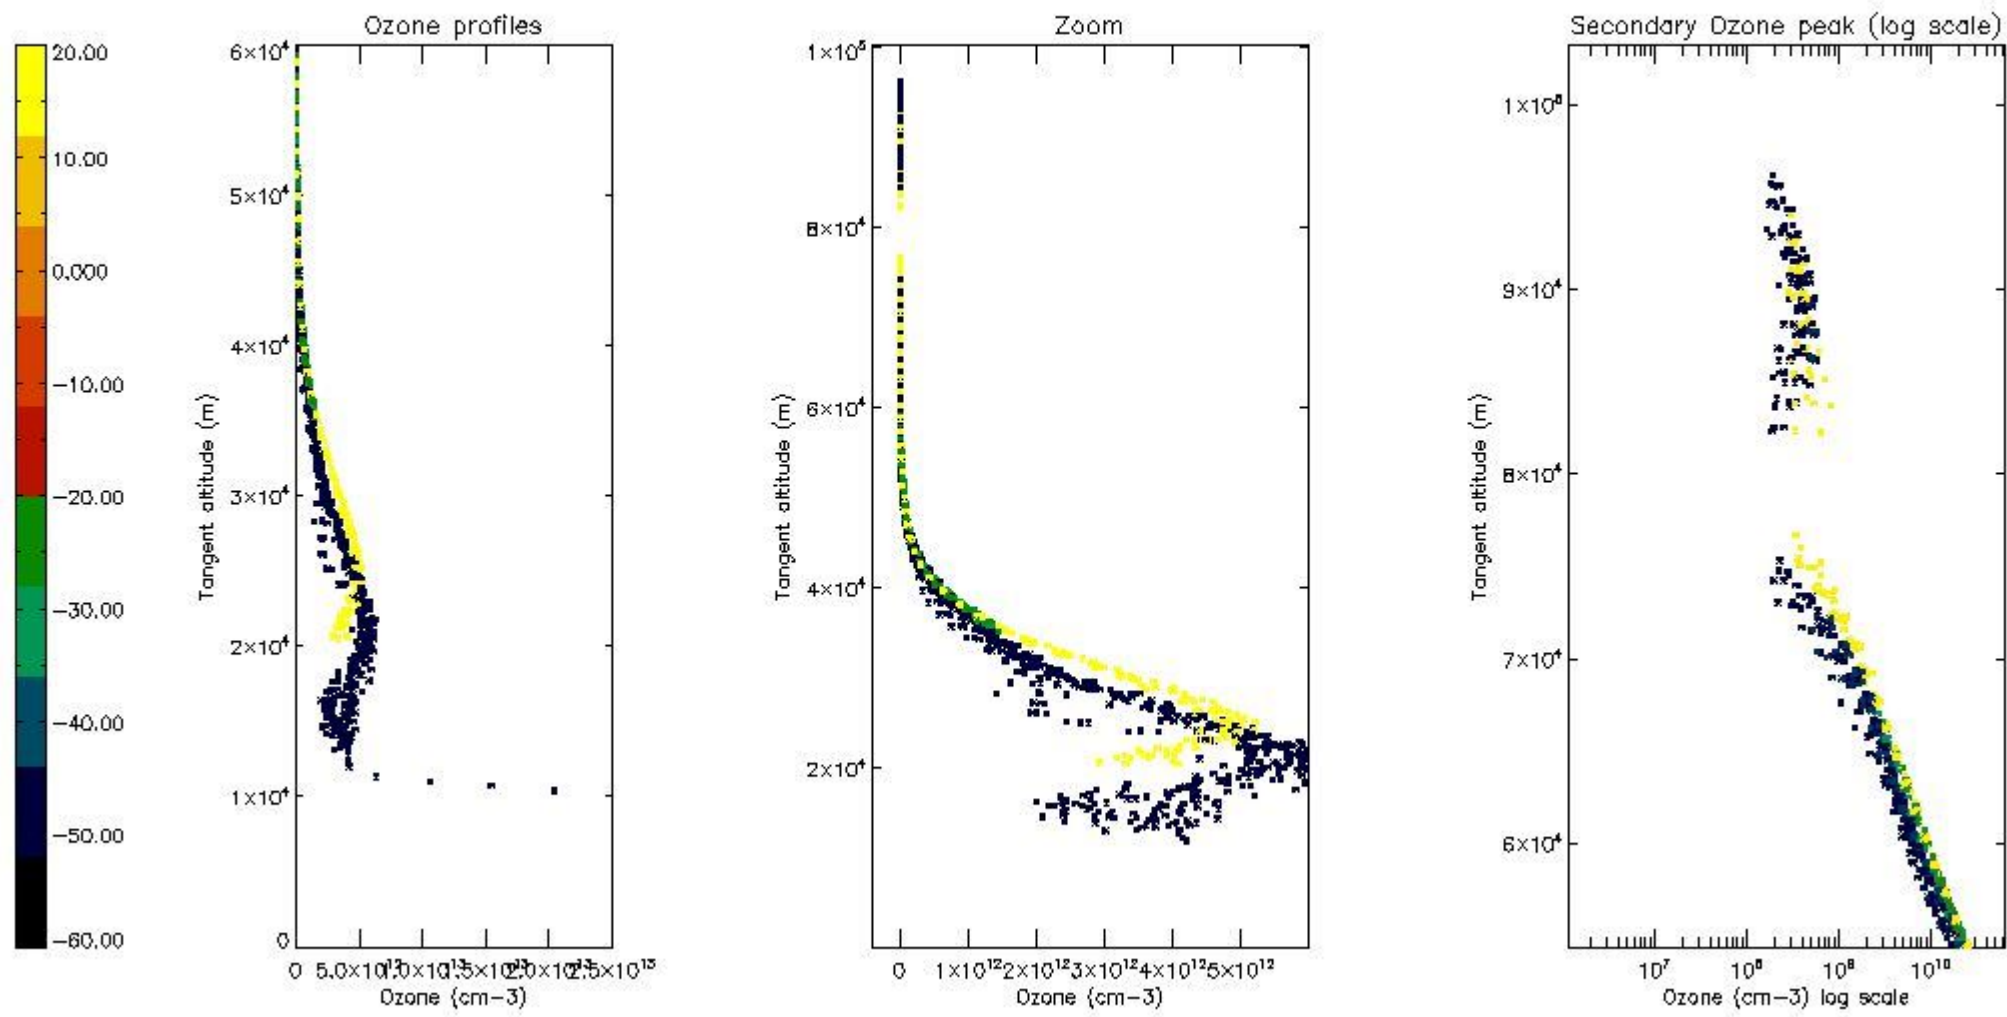 Ozone profiles
Zoom
Secondary Ozone peak (log scale)
20.00
10.00
0.000
−10.00
−20.00
−30.00
−40.00
−50.00
−60.00
6×10⁴
5×10⁴
4×10⁴
3×10⁴
2×10⁴
1×10⁴
0
Tangent altitude (m)
0
Ozone (cm−3)
1×10⁵
8×10⁴
6×10⁴
4×10⁴
2×10⁴
Tangent altitude (m)
0 1×10¹² 2×10¹² 3×10¹² 4×10¹² 5×10¹²
Ozone (cm−3)
9×10⁴
8×10⁴
7×10⁴
6×10⁴
Tangent altitude (m)
10⁷ 10⁸ 10⁹ 10¹⁰
Ozone (cm−3) log scale